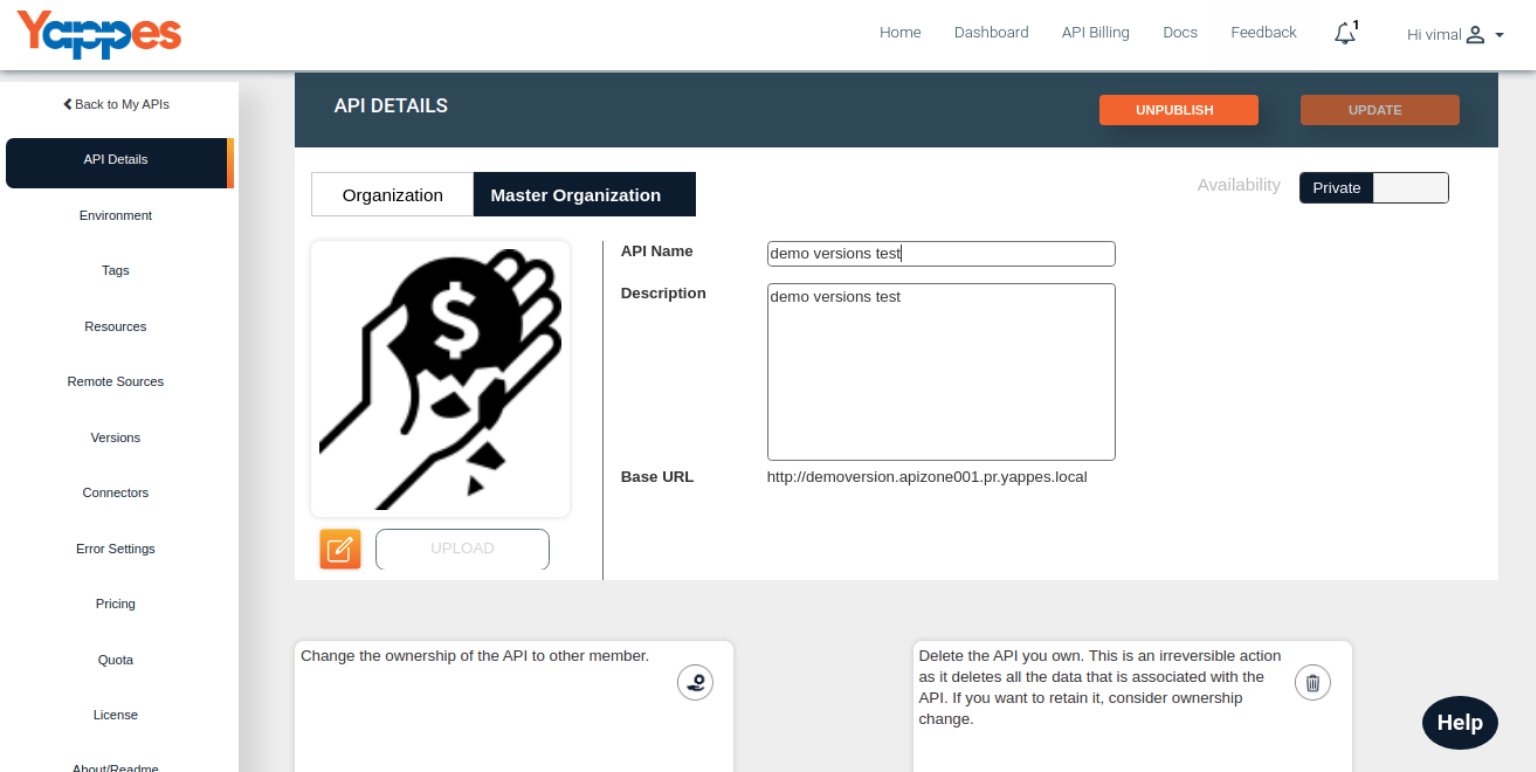 Yappes
Home Dashboard API Billing Docs Feedback 1 Hi vimal
Back to My APIs
API Details
Environment
Tags
Resources
Remote Sources
Versions
Connectors
Error Settings
Pricing
Quota
License
About/Readme
API DETAILS
UNPUBLISH UPDATE
Organization Master Organization
Availability Private
$
UPLOAD
API Name demo versions test
Description demo versions test
Base URL http://demoversion.apizone001.pr.yappes.local
Change the ownership of the API to other member.
Delete the API you own. This is an irreversible action
as it deletes all the data that is associated with the
API. If you want to retain it, consider ownership
change.
Help